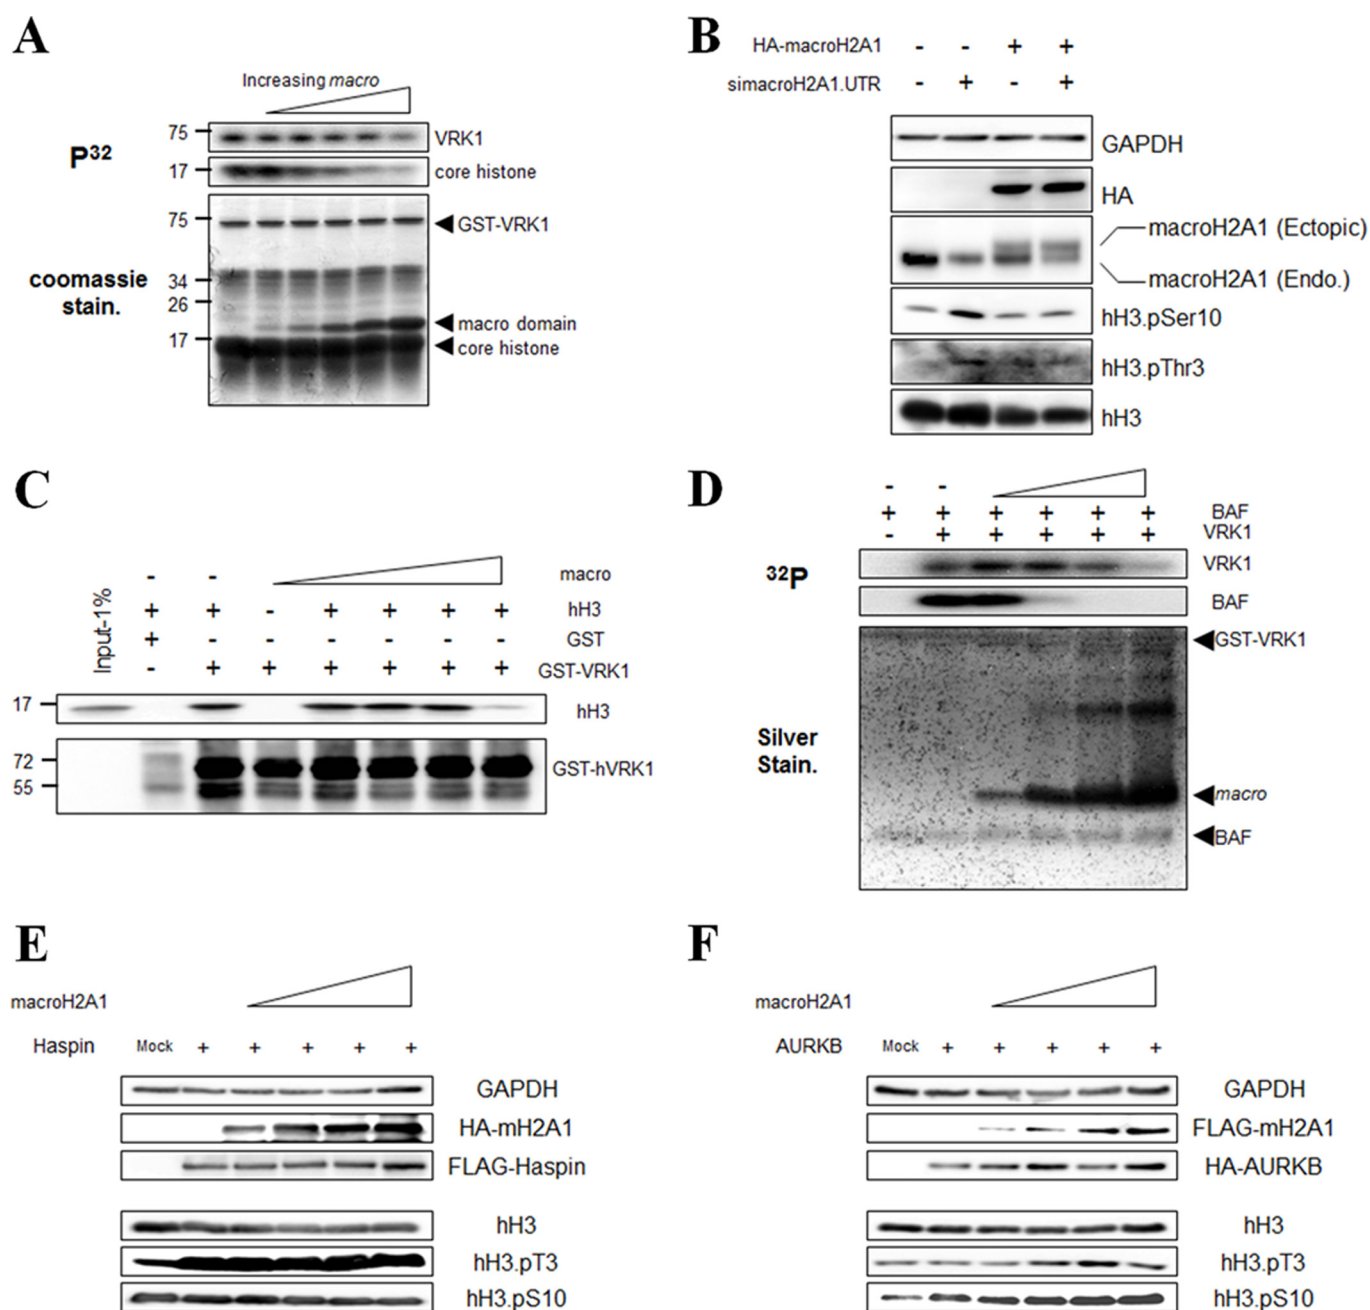 A
Increasing macro
P32
75
VRK1
17
core histone
75
GST-VRK1
coomassie
stain.
34
26
macro domain
17
core histone
B
HA-macroH2A1 - - + +
simacroH2A1.UTR - + - +
GAPDH
HA
macroH2A1 (Ectopic)
macroH2A1 (Endo.)
hH3.pSer10
hH3.pThr3
hH3
C
Input-1%
- - macro
+ + - + + + + hH3
+ - - - - - - GST
- + + + + + + GST-VRK1
17
hH3
72
55
GST-hVRK1
D
- -
+ + + + + + BAF
- + + + + + VRK1
32P
VRK1
BAF
GST-VRK1
Silver
Stain.
macro
BAF
E
macroH2A1
Haspin Mock + + + + +
GAPDH
HA-mH2A1
FLAG-Haspin
hH3
hH3.pT3
hH3.pS10
F
macroH2A1
AURKB Mock + + + + +
GAPDH
FLAG-mH2A1
HA-AURKB
hH3
hH3.pT3
hH3.pS10